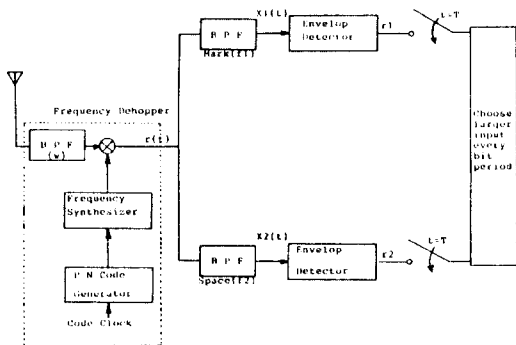 X1(t)
B P F
Mark(f1)
Envelop
Detector
r1
t=T
Frequency Dehopper
B P F
(w)
r(t)
Frequency
Synthesizer
P N Code
Generator
Code Clock
X2(t)
B P F
Space(f2)
Envelop
Detector
r2
t=T
Choose
larger
input
every
bit
period